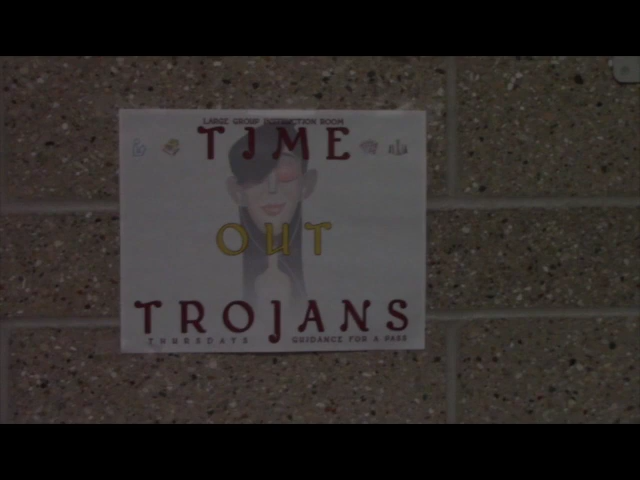 LARGE GROUP INSTRUCTION ROOM
TIME
OUT
TROJANS
THURSDAYS GUIDANCE FOR A PASS